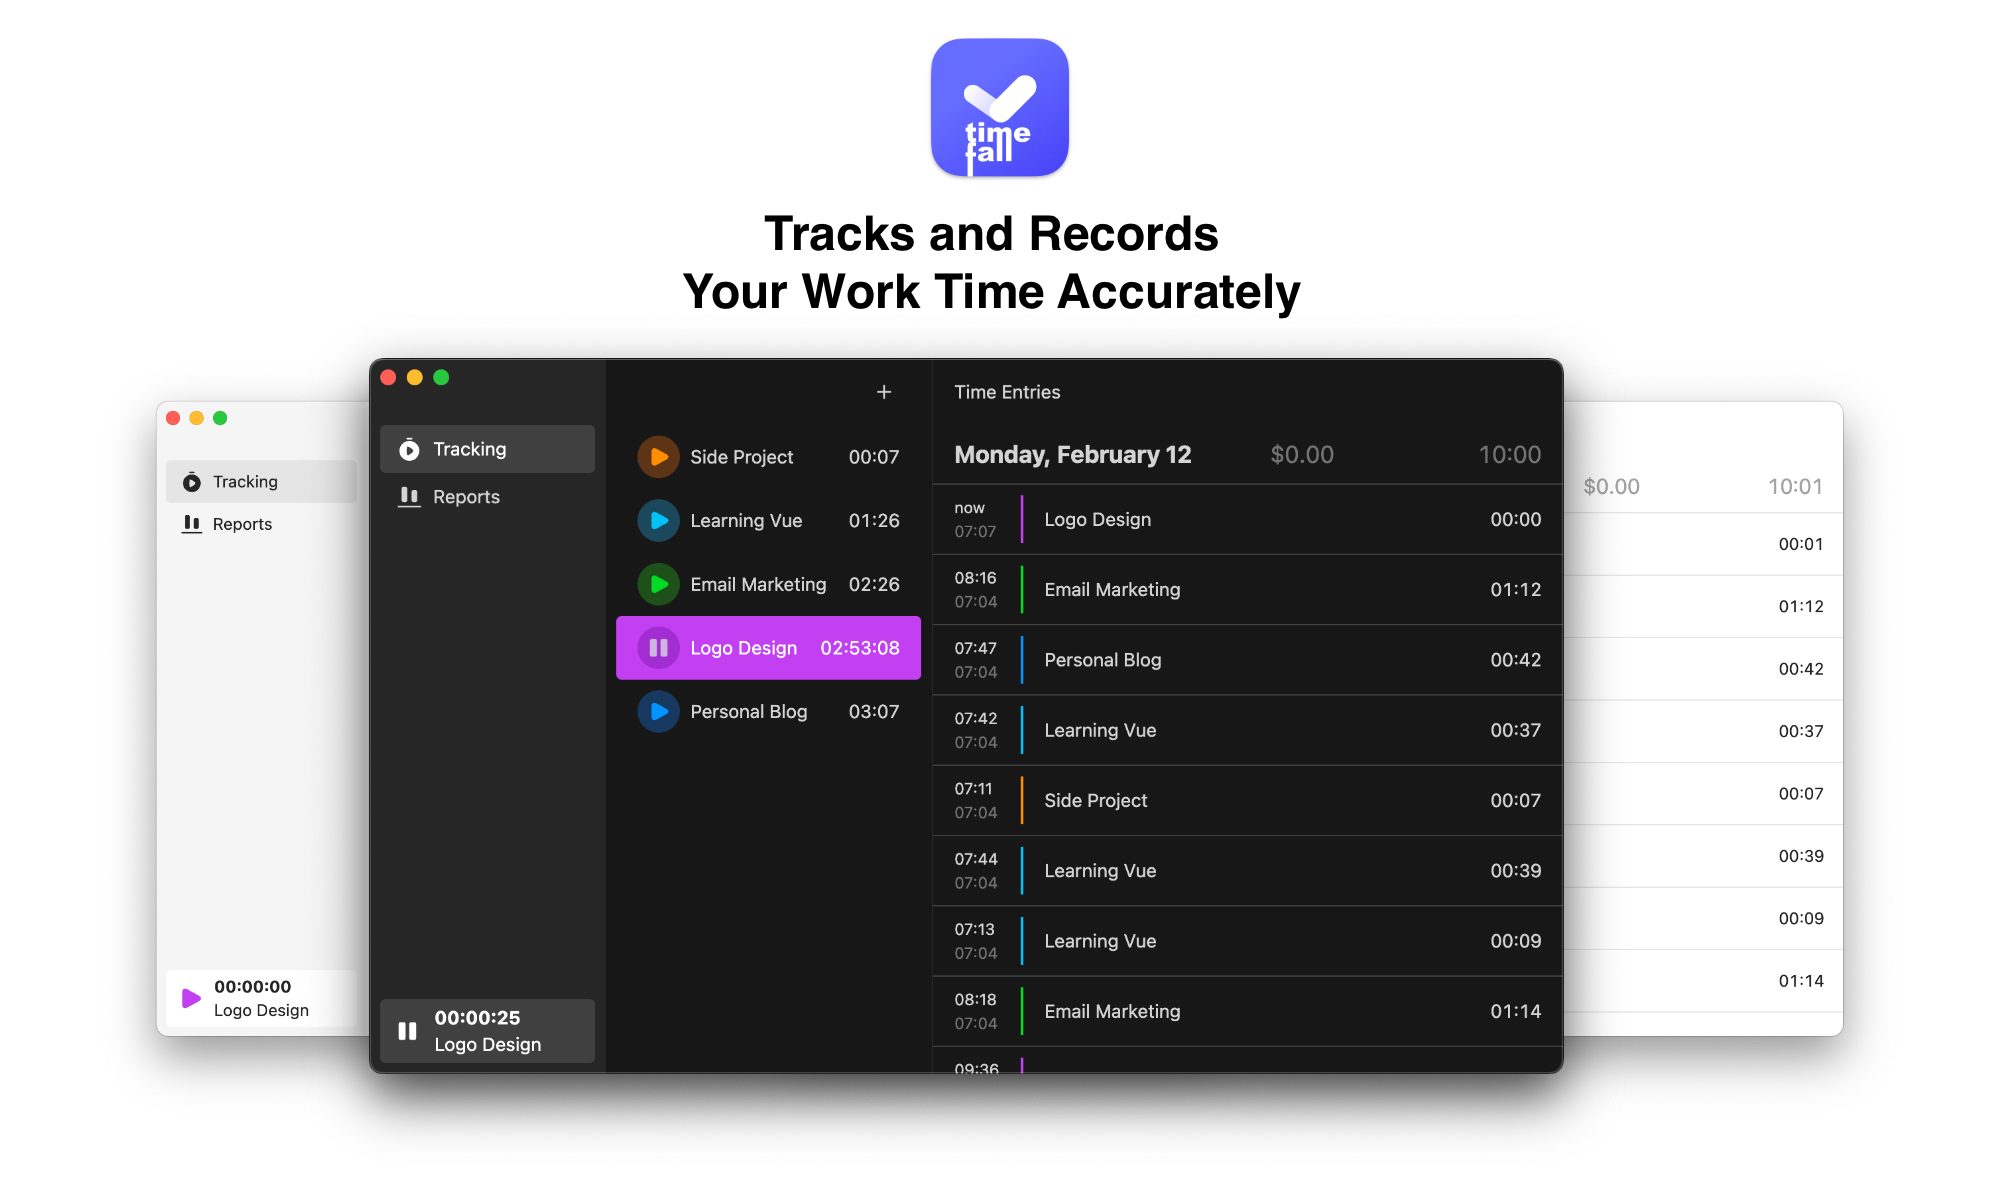 time
fall
Tracks and Records
Your Work Time Accurately
Tracking
Reports
00:00:00
Logo Design
Tracking
Reports
00:00:25
Logo Design
+
Side Project 00:07
Learning Vue 01:26
Email Marketing 02:26
Logo Design 02:53:08
Personal Blog 03:07
Time Entries
Monday, February 12 $0.00 10:00
now
07:07
Logo Design 00:00
08:16
07:04
Email Marketing 01:12
07:47
07:04
Personal Blog 00:42
07:42
07:04
Learning Vue 00:37
07:11
07:04
Side Project 00:07
07:44
07:04
Learning Vue 00:39
07:13
07:04
Learning Vue 00:09
08:18
07:04
Email Marketing 01:14
09:36
$0.00 10:01
00:01
01:12
00:42
00:37
00:07
00:39
00:09
01:14